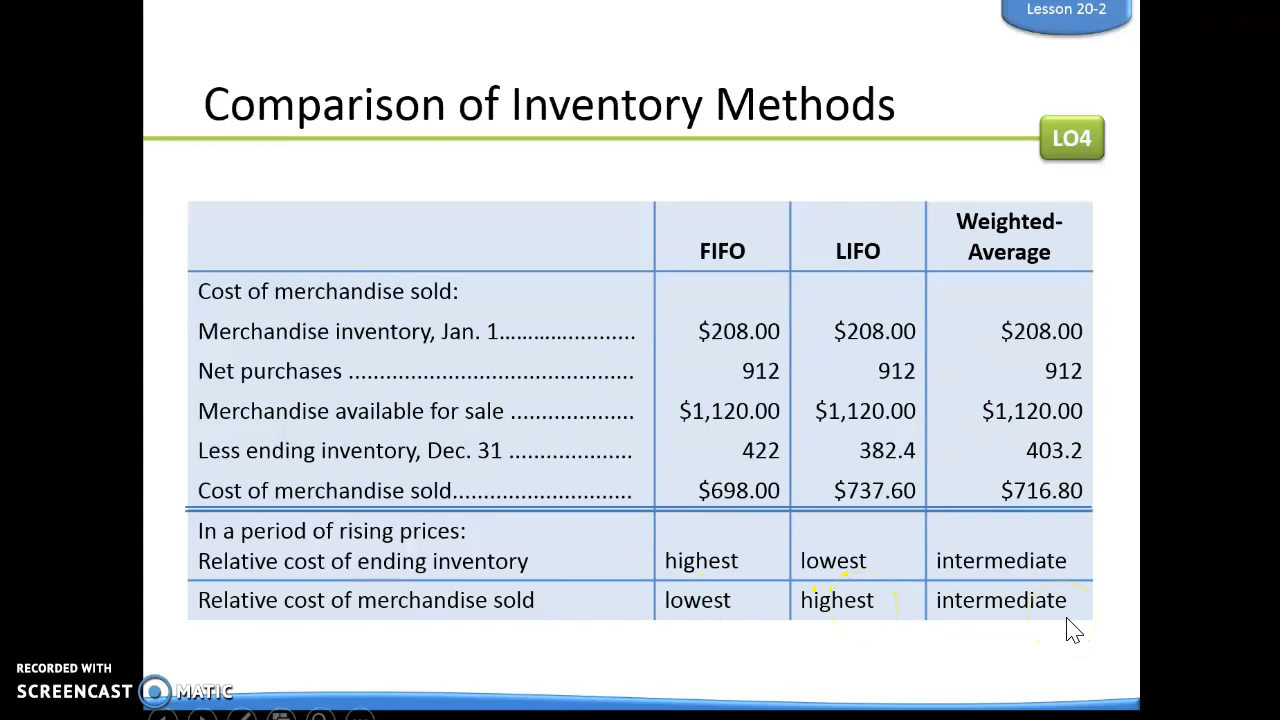 Lesson 20-2
Comparison of Inventory Methods
LO4
FIFO LIFO Weighted-
Average
Cost of merchandise sold:
Merchandise inventory, Jan. 1...................... $208.00 $208.00 $208.00
Net purchases .............................................. 912 912 912
Merchandise available for sale .................... $1,120.00 $1,120.00 $1,120.00
Less ending inventory, Dec. 31 .................... 422 382.4 403.2
Cost of merchandise sold............................. $698.00 $737.60 $716.80
In a period of rising prices:
Relative cost of ending inventory highest lowest intermediate
Relative cost of merchandise sold lowest highest intermediate
RECORDED WITH
SCREENCAST MATIC